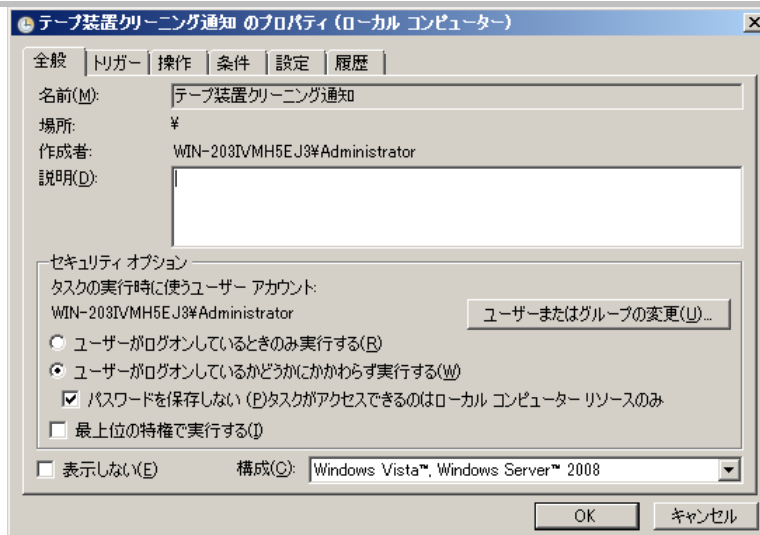 テープ装置クリーニング通知 のプロパティ (ローカル コンピューター)
全般 トリガー 操作 条件 設定 履歴
名前(M): テープ装置クリーニング通知
場所: ¥
作成者: WIN-203IVMH5EJ3¥Administrator
説明(D):
セキュリティ オプション
タスクの実行時に使うユーザー アカウント:
WIN-203IVMH5EJ3¥Administrator ユーザーまたはグループの変更(U)...
ユーザーがログオンしているときのみ実行する(R)
ユーザーがログオンしているかどうかにかかわらず実行する(W)
パスワードを保存しない (P)タスクがアクセスできるのはローカル コンピューター リソースのみ
最上位の特権で実行する(I)
表示しない(E) 構成(C): Windows Vista™, Windows Server™ 2008
OK キャンセル